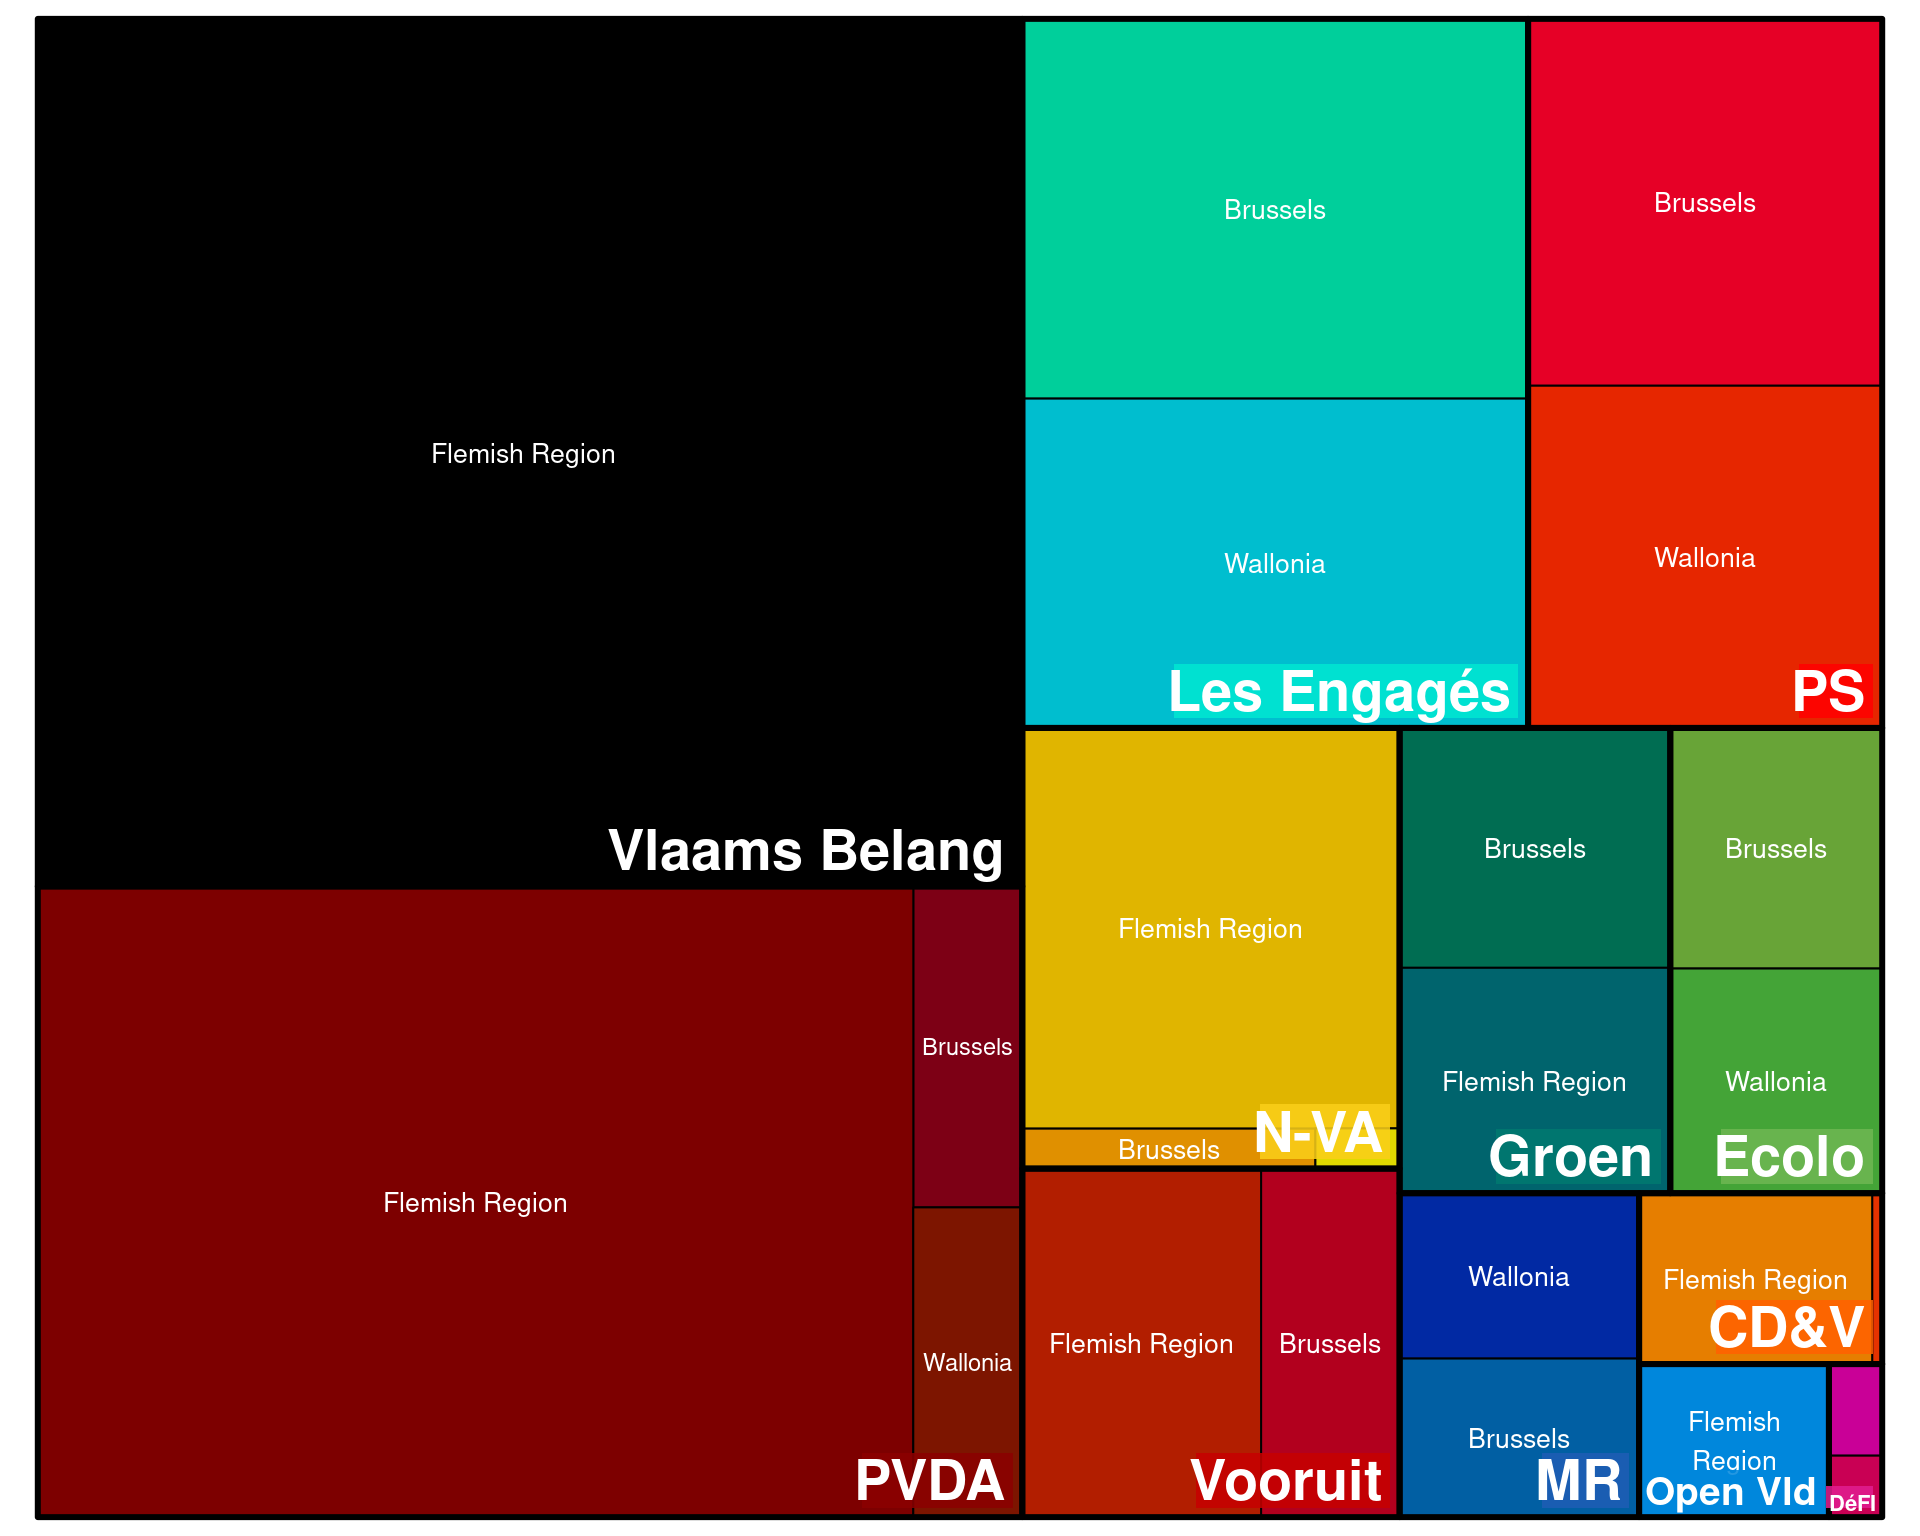 Flemish Region
Vlaams Belang
Flemish Region
Brussels
Wallonia
PVDA
Brussels
Wallonia
Les Engagés
Brussels
Wallonia
PS
Flemish Region
Brussels
N-VA
Flemish Region
Brussels
Vooruit
Brussels
Flemish Region
Groen
Brussels
Wallonia
Ecolo
Wallonia
Brussels
MR
Flemish Region
CD&V
Flemish
Region
Open Vld
DéFI